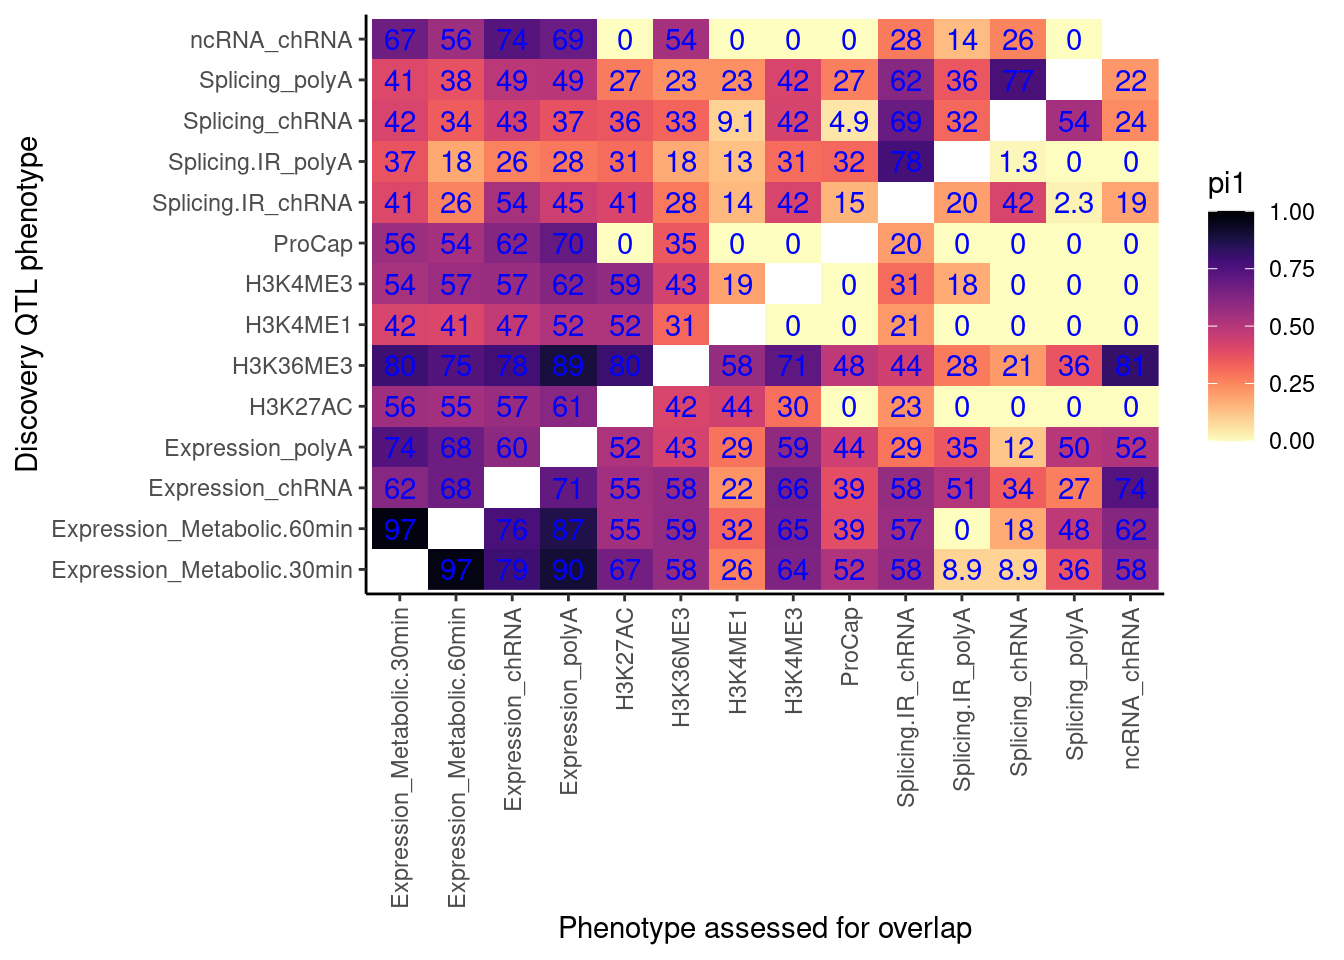 Discovery QTL phenotype
ncRNA_chRNA 67 56 74 69 0 54 0 0 0 28 14 26 0
Splicing_polyA 41 38 49 49 27 23 23 42 27 62 36 77 22
Splicing_chRNA 42 34 43 37 36 33 9.1 42 4.9 69 32 54 24
Splicing.IR_polyA 37 18 26 28 31 18 13 31 32 78 1.3 0 0
Splicing.IR_chRNA 41 26 54 45 41 28 14 42 15 20 42 2.3 19
ProCap 56 54 62 70 0 35 0 0 20 0 0 0 0
H3K4ME3 54 57 57 62 59 43 19 0 31 18 0 0 0
H3K4ME1 42 41 47 52 52 31 0 0 21 0 0 0 0
H3K36ME3 80 75 78 89 80 58 71 48 44 28 21 36 81
H3K27AC 56 55 57 61 42 44 30 0 23 0 0 0 0
Expression_polyA 74 68 60 52 43 29 59 44 29 35 12 50 52
Expression_chRNA 62 68 71 55 58 22 66 39 58 51 34 27 74
Expression_Metabolic.60min 97 76 87 55 59 32 65 39 57 0 18 48 62
Expression_Metabolic.30min 97 79 90 67 58 26 64 52 58 8.9 8.9 36 58
Expression_Metabolic.30min
Expression_Metabolic.60min
Expression_chRNA
Expression_polyA
H3K27AC
H3K36ME3
H3K4ME1
H3K4ME3
ProCap
Splicing.IR_chRNA
Splicing.IR_polyA
Splicing_chRNA
Splicing_polyA
ncRNA_chRNA
Phenotype assessed for overlap
pi1
1.00
0.75
0.50
0.25
0.00